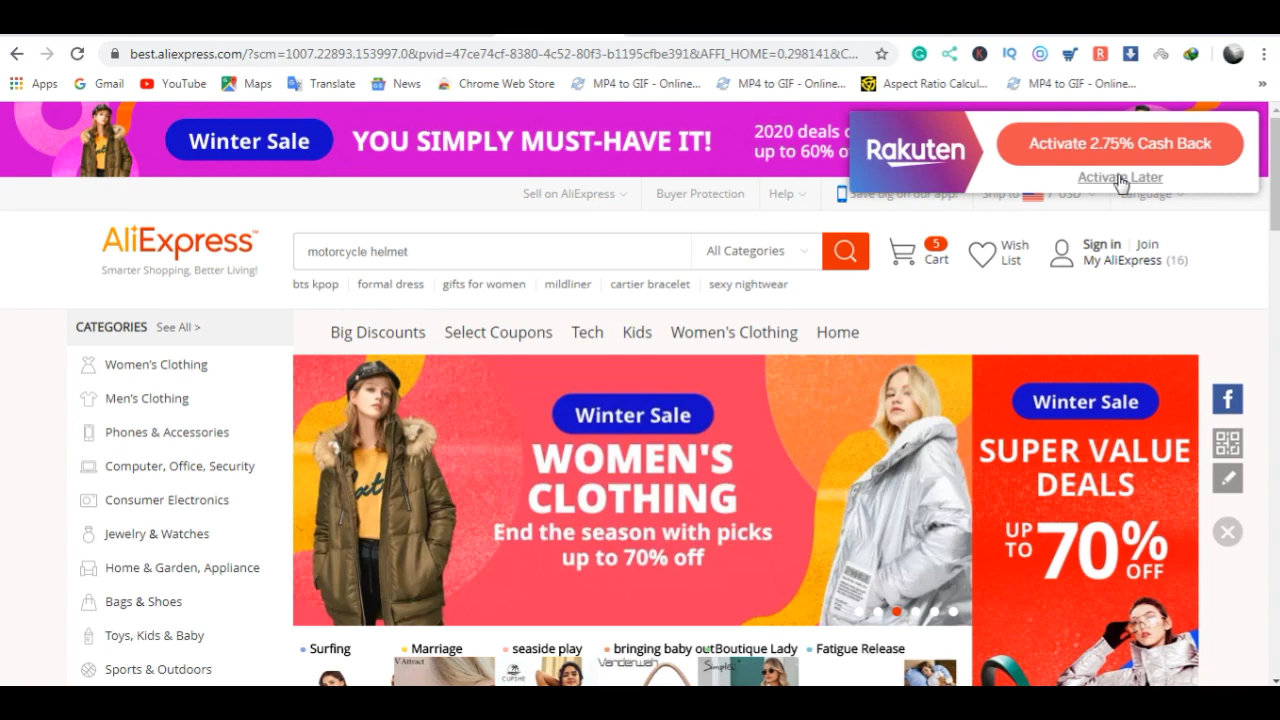 best.aliexpress.com/?scm=1007.22893.153997.0&pvid=47ce74cf-8380-4c52-80f3-b1195cfbe391&AFFI_HOME=0.298141&C...
Apps Gmail YouTube Maps Translate News Chrome Web Store MP4 to GIF - Online... MP4 to GIF - Online... Aspect Ratio Calcul... MP4 to GIF - Online... »
Winter Sale YOU SIMPLY MUST-HAVE IT!
2020 deals
up to 60%
Rakuten
Activate 2.75% Cash Back
Activate Later
Sell on AliExpress Buyer Protection Help Save big on our app! Ship to / USD Language
AliExpress™
Smarter Shopping, Better Living!
motorcycle helmet All Categories
5
Cart
Wish
List
Sign in Join
My AliExpress (16)
bts kpop formal dress gifts for women mildliner cartier bracelet sexy nightwear
CATEGORIES See All >
Women's Clothing
Men's Clothing
Phones & Accessories
Computer, Office, Security
Consumer Electronics
Jewelry & Watches
Home & Garden, Appliance
Bags & Shoes
Toys, Kids & Baby
Sports & Outdoors
Big Discounts Select Coupons Tech Kids Women's Clothing Home
Winter Sale
WOMEN'S
CLOTHING
End the season with picks
up to 70% off
Winter Sale
SUPER VALUE
DEALS
UP
TO
70%
OFF
Surfing Marriage seaside play bringing baby out Boutique Lady Fatigue Release
V Attract
CUPSHE
Vanderwah
Simplee